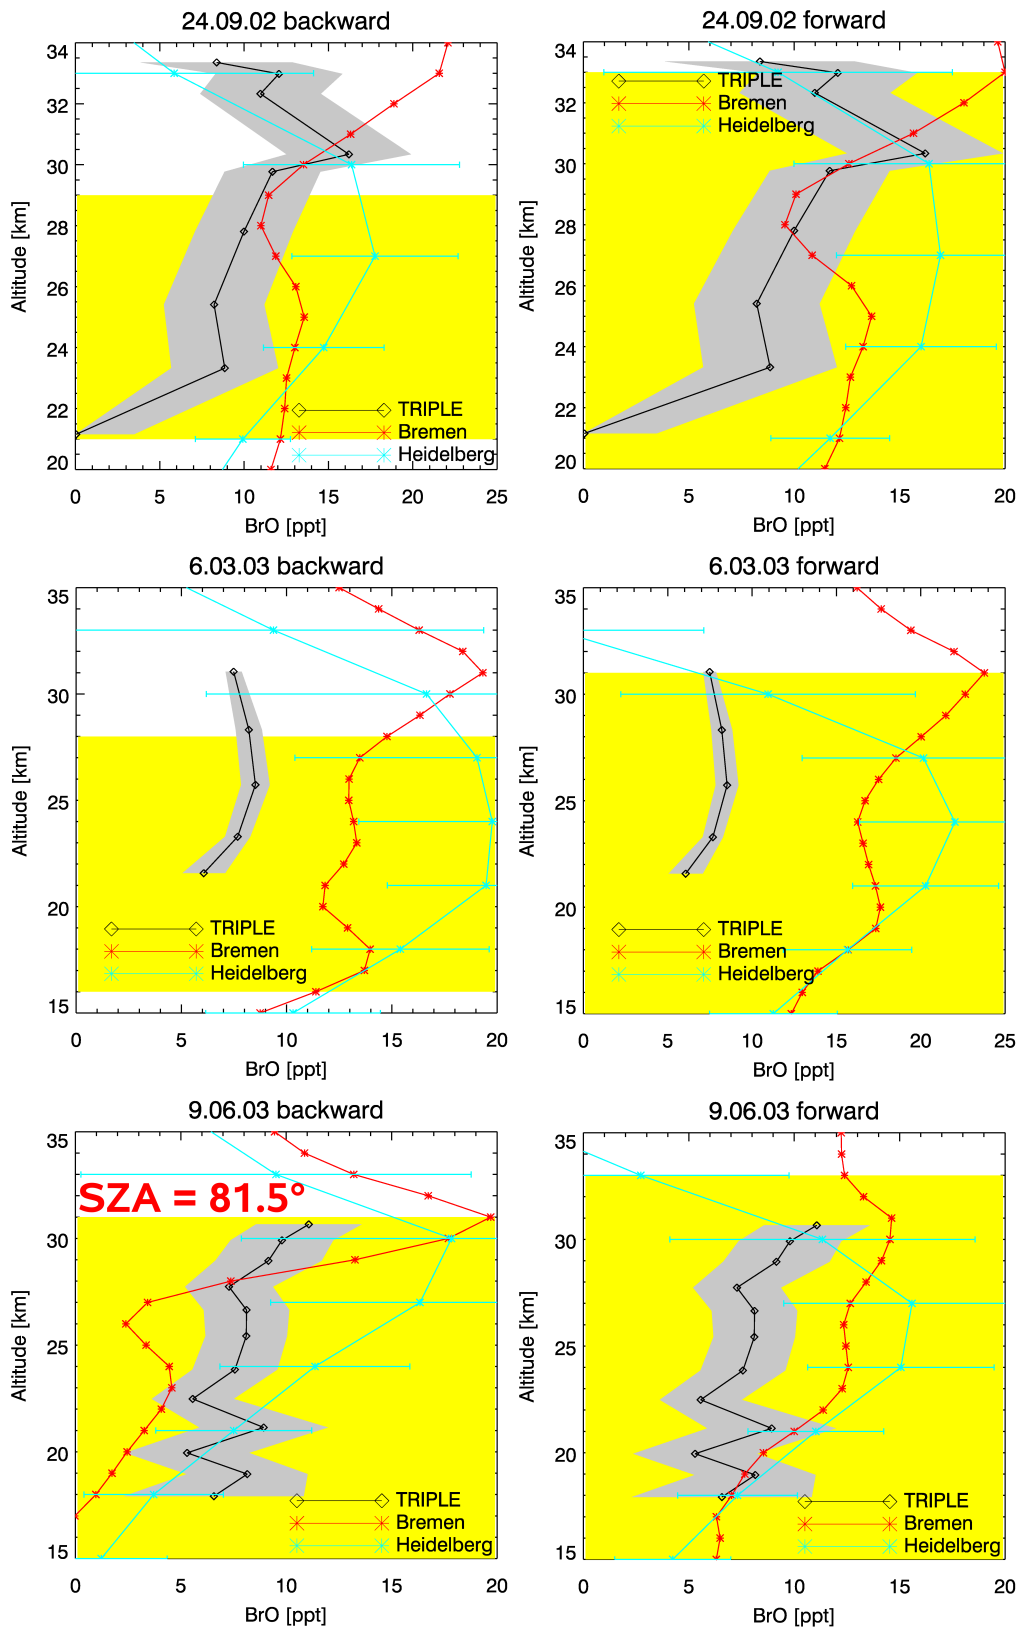 24.09.02 backward
34
32
30
28
26
24
22
20
Altitude [km]
TRIPLE
Bremen
Heidelberg
0 5 10 15 20 25
BrO [ppt]
24.09.02 forward
34
32
30
28
26
24
22
20
Altitude [km]
TRIPLE
Bremen
Heidelberg
0 5 10 15 20
BrO [ppt]
6.03.03 backward
35
30
25
20
15
Altitude [km]
TRIPLE
Bremen
Heidelberg
0 5 10 15 20
BrO [ppt]
6.03.03 forward
35
30
25
20
15
Altitude [km]
TRIPLE
Bremen
Heidelberg
0 5 10 15 20 25
BrO [ppt]
9.06.03 backward
35
30
25
20
15
Altitude [km]
SZA = 81.5°
TRIPLE
Bremen
Heidelberg
0 5 10 15 20
BrO [ppt]
9.06.03 forward
35
30
25
20
15
Altitude [km]
TRIPLE
Bremen
Heidelberg
0 5 10 15 20
BrO [ppt]